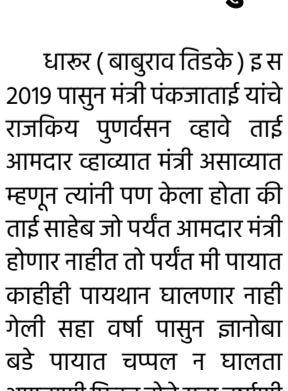 धारूर ( बाबुराव तिडके ) इ स
2019 पासुन मंत्री पंकजाताई यांचे
राजकिय पुणर्वसन व्हावे ताई
आमदार व्हाव्यात मंत्री असाव्यात
म्हणून त्यांनी पण केला होता की
ताई साहेब जो पर्यंत आमदार मंत्री
होणार नाहीत तो पर्यंत मी पायात
काहीही पायथान घालणार नाही
गेली सहा वर्षा पासुन ज्ञानोबा
बडे पायात चप्पल न घालता